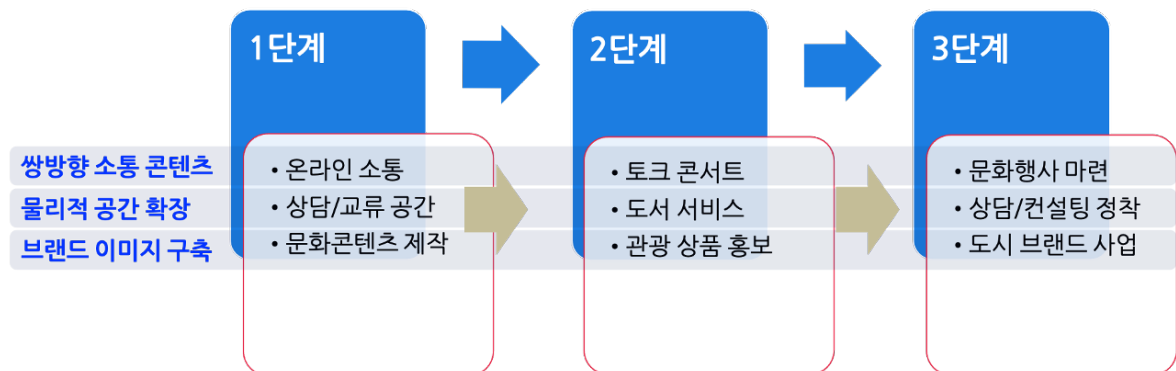 1단계
2단계
3단계
쌍방향 소통 콘텐츠 • 온라인 소통 • 토크 콘서트 • 문화행사 마련
물리적 공간 확장 • 상담/교류 공간 • 도서 서비스 • 상담/컨설팅 정착
브랜드 이미지 구축 • 문화콘텐츠 제작 • 관광 상품 홍보 • 도시 브랜드 사업